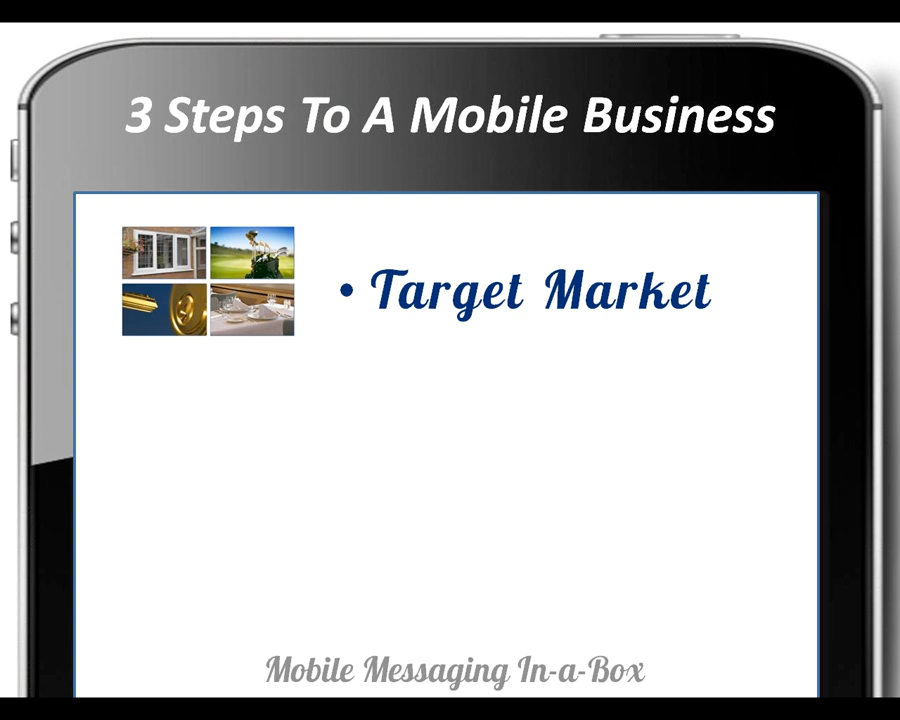 3 Steps To A Mobile Business
• Target Market
Mobile Messaging In-a-Box